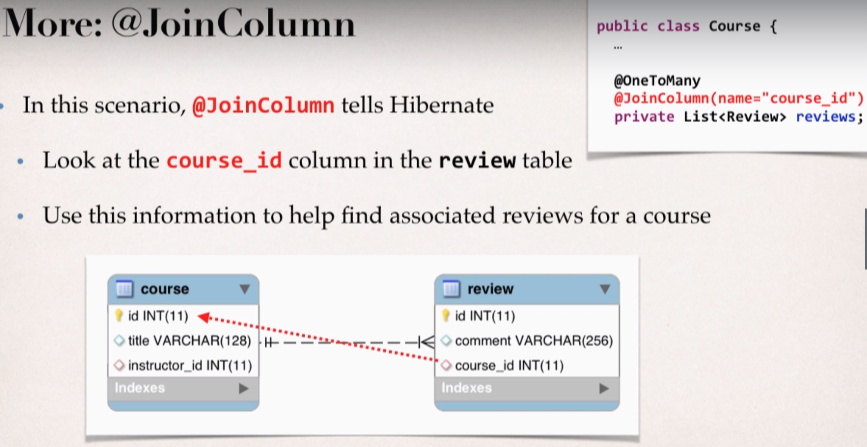 More: @JoinColumn
public class Course {
…
@OneToMany
@JoinColumn(name="course_id")
private List<Review> reviews;
• In this scenario, @JoinColumn tells Hibernate
• Look at the course_id column in the review table
• Use this information to help find associated reviews for a course
course
id INT(11)
title VARCHAR(128)
instructor_id INT(11)
Indexes
review
id INT(11)
comment VARCHAR(256)
course_id INT(11)
Indexes